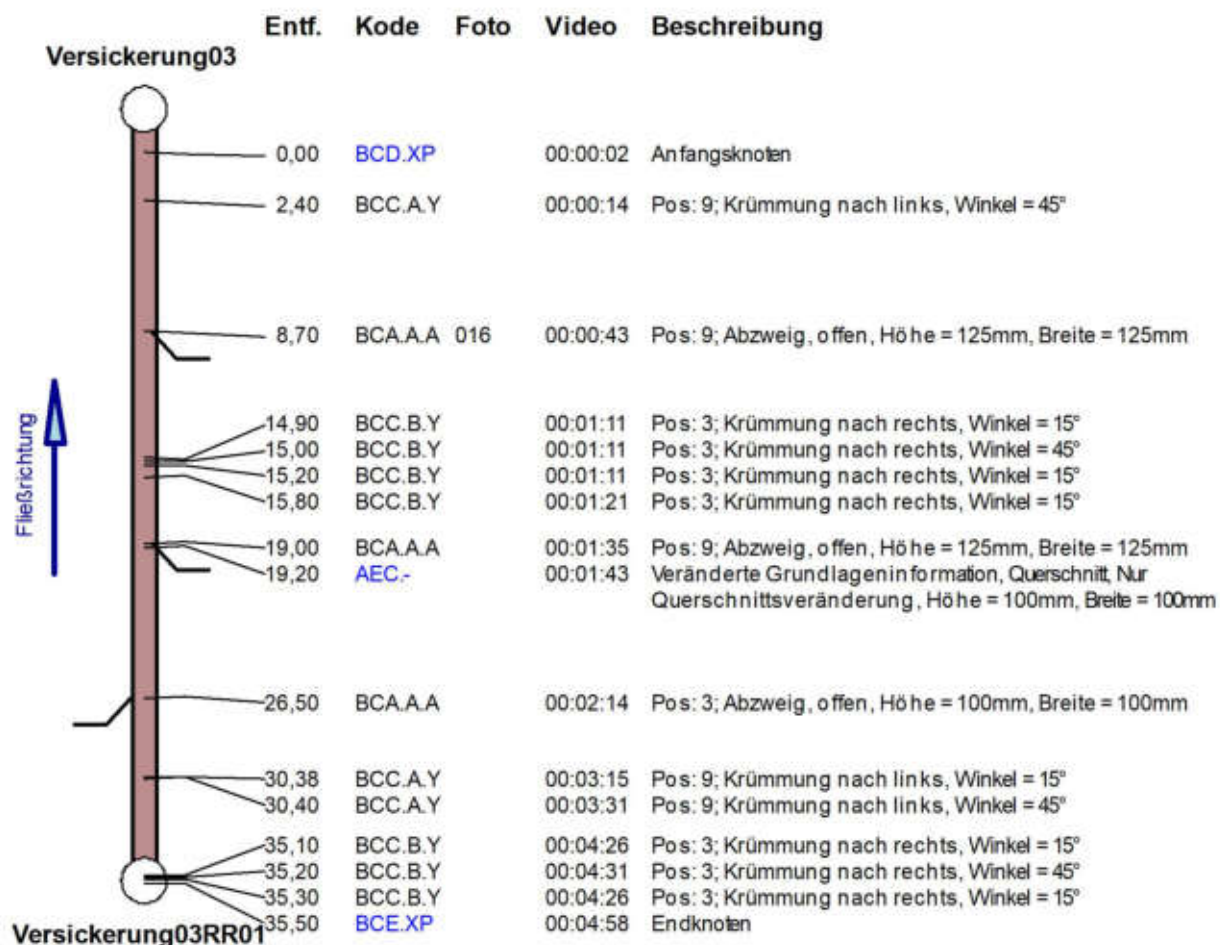 Entf. Kode Foto Video Beschreibung
Versickerung03
0,00 BCD.XP 00:00:02 Anfangsknoten
2,40 BCC.A.Y 00:00:14 Pos: 9; Krümmung nach links, Winkel = 45°
8,70 BCA.A.A 016 00:00:43 Pos: 9; Abzweig, offen, Höhe = 125mm, Breite = 125mm
Fließrichtung
14,90 BCC.B.Y 00:01:11 Pos: 3; Krümmung nach rechts, Winkel = 15°
15,00 BCC.B.Y 00:01:11 Pos: 3; Krümmung nach rechts, Winkel = 45°
15,20 BCC.B.Y 00:01:11 Pos: 3; Krümmung nach rechts, Winkel = 15°
15,80 BCC.B.Y 00:01:21 Pos: 3; Krümmung nach rechts, Winkel = 15°
19,00 BCA.A.A 00:01:35 Pos: 9; Abzweig, offen, Höhe = 125mm, Breite = 125mm
19,20 AEC.- 00:01:43 Veränderte Grundlageninformation, Querschnitt, Nur
Querschnittsveränderung, Höhe = 100mm, Breite = 100mm
26,50 BCA.A.A 00:02:14 Pos: 3; Abzweig, offen, Höhe = 100mm, Breite = 100mm
30,38 BCC.A.Y 00:03:15 Pos: 9; Krümmung nach links, Winkel = 15°
30,40 BCC.A.Y 00:03:31 Pos: 9; Krümmung nach links, Winkel = 45°
35,10 BCC.B.Y 00:04:26 Pos: 3; Krümmung nach rechts, Winkel = 15°
35,20 BCC.B.Y 00:04:31 Pos: 3; Krümmung nach rechts, Winkel = 45°
35,30 BCC.B.Y 00:04:26 Pos: 3; Krümmung nach rechts, Winkel = 15°
35,50 BCE.XP 00:04:58 Endknoten
Versickerung03RR01